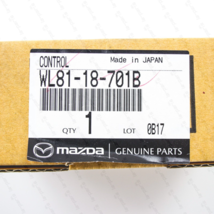 CONTROL Made in JAPAN
WL81-18-701B
1
QTY LOT 0B17
mazda GENUINE PARTS